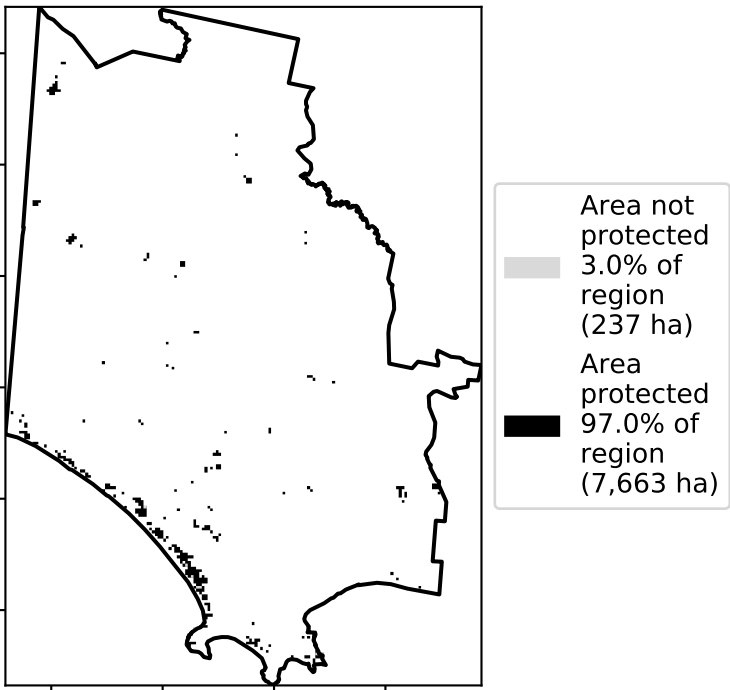 Area not
protected
3.0% of
region
(237 ha)
Area
protected
97.0% of
region
(7,663 ha)